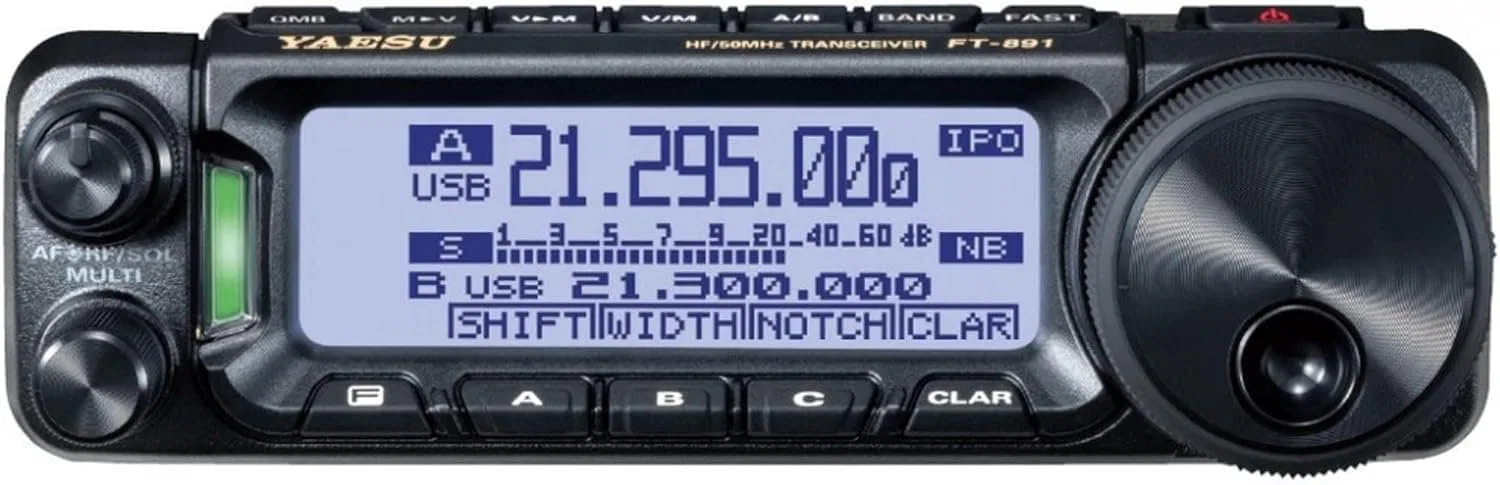 QMB M►V V►M V/M A/B BAND FAST
YAESU HF/50MHz TRANSCEIVER FT-891
A 21.295.000 IPO
USB
AF RF/SQL
MULTI
S 1 3 5 7 9 20 40 60 dB NB
B USB 21.300.000
SHIFT WIDTH NOTCH CLAR
F A B C CLAR